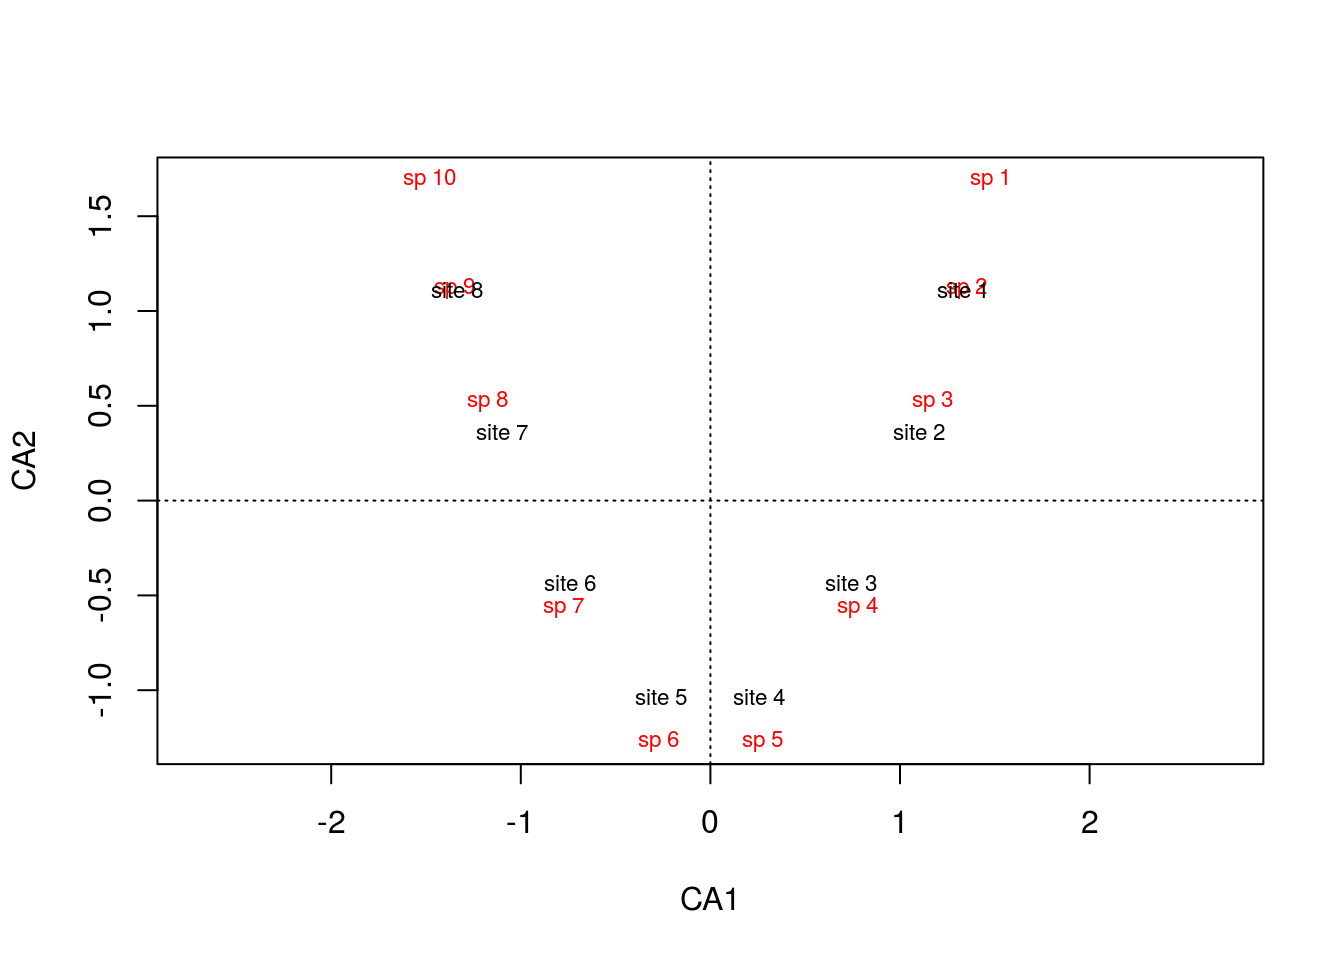 sp 10
sp 1
sp 9
site 8
sp 2
site 1
sp 8
sp 3
site 7
site 2
site 6
site 3
sp 7
sp 4
site 5
site 4
sp 6
sp 5
1.5
1.0
0.5
0.0
-0.5
-1.0
CA2
-2
-1
0
1
2
CA1